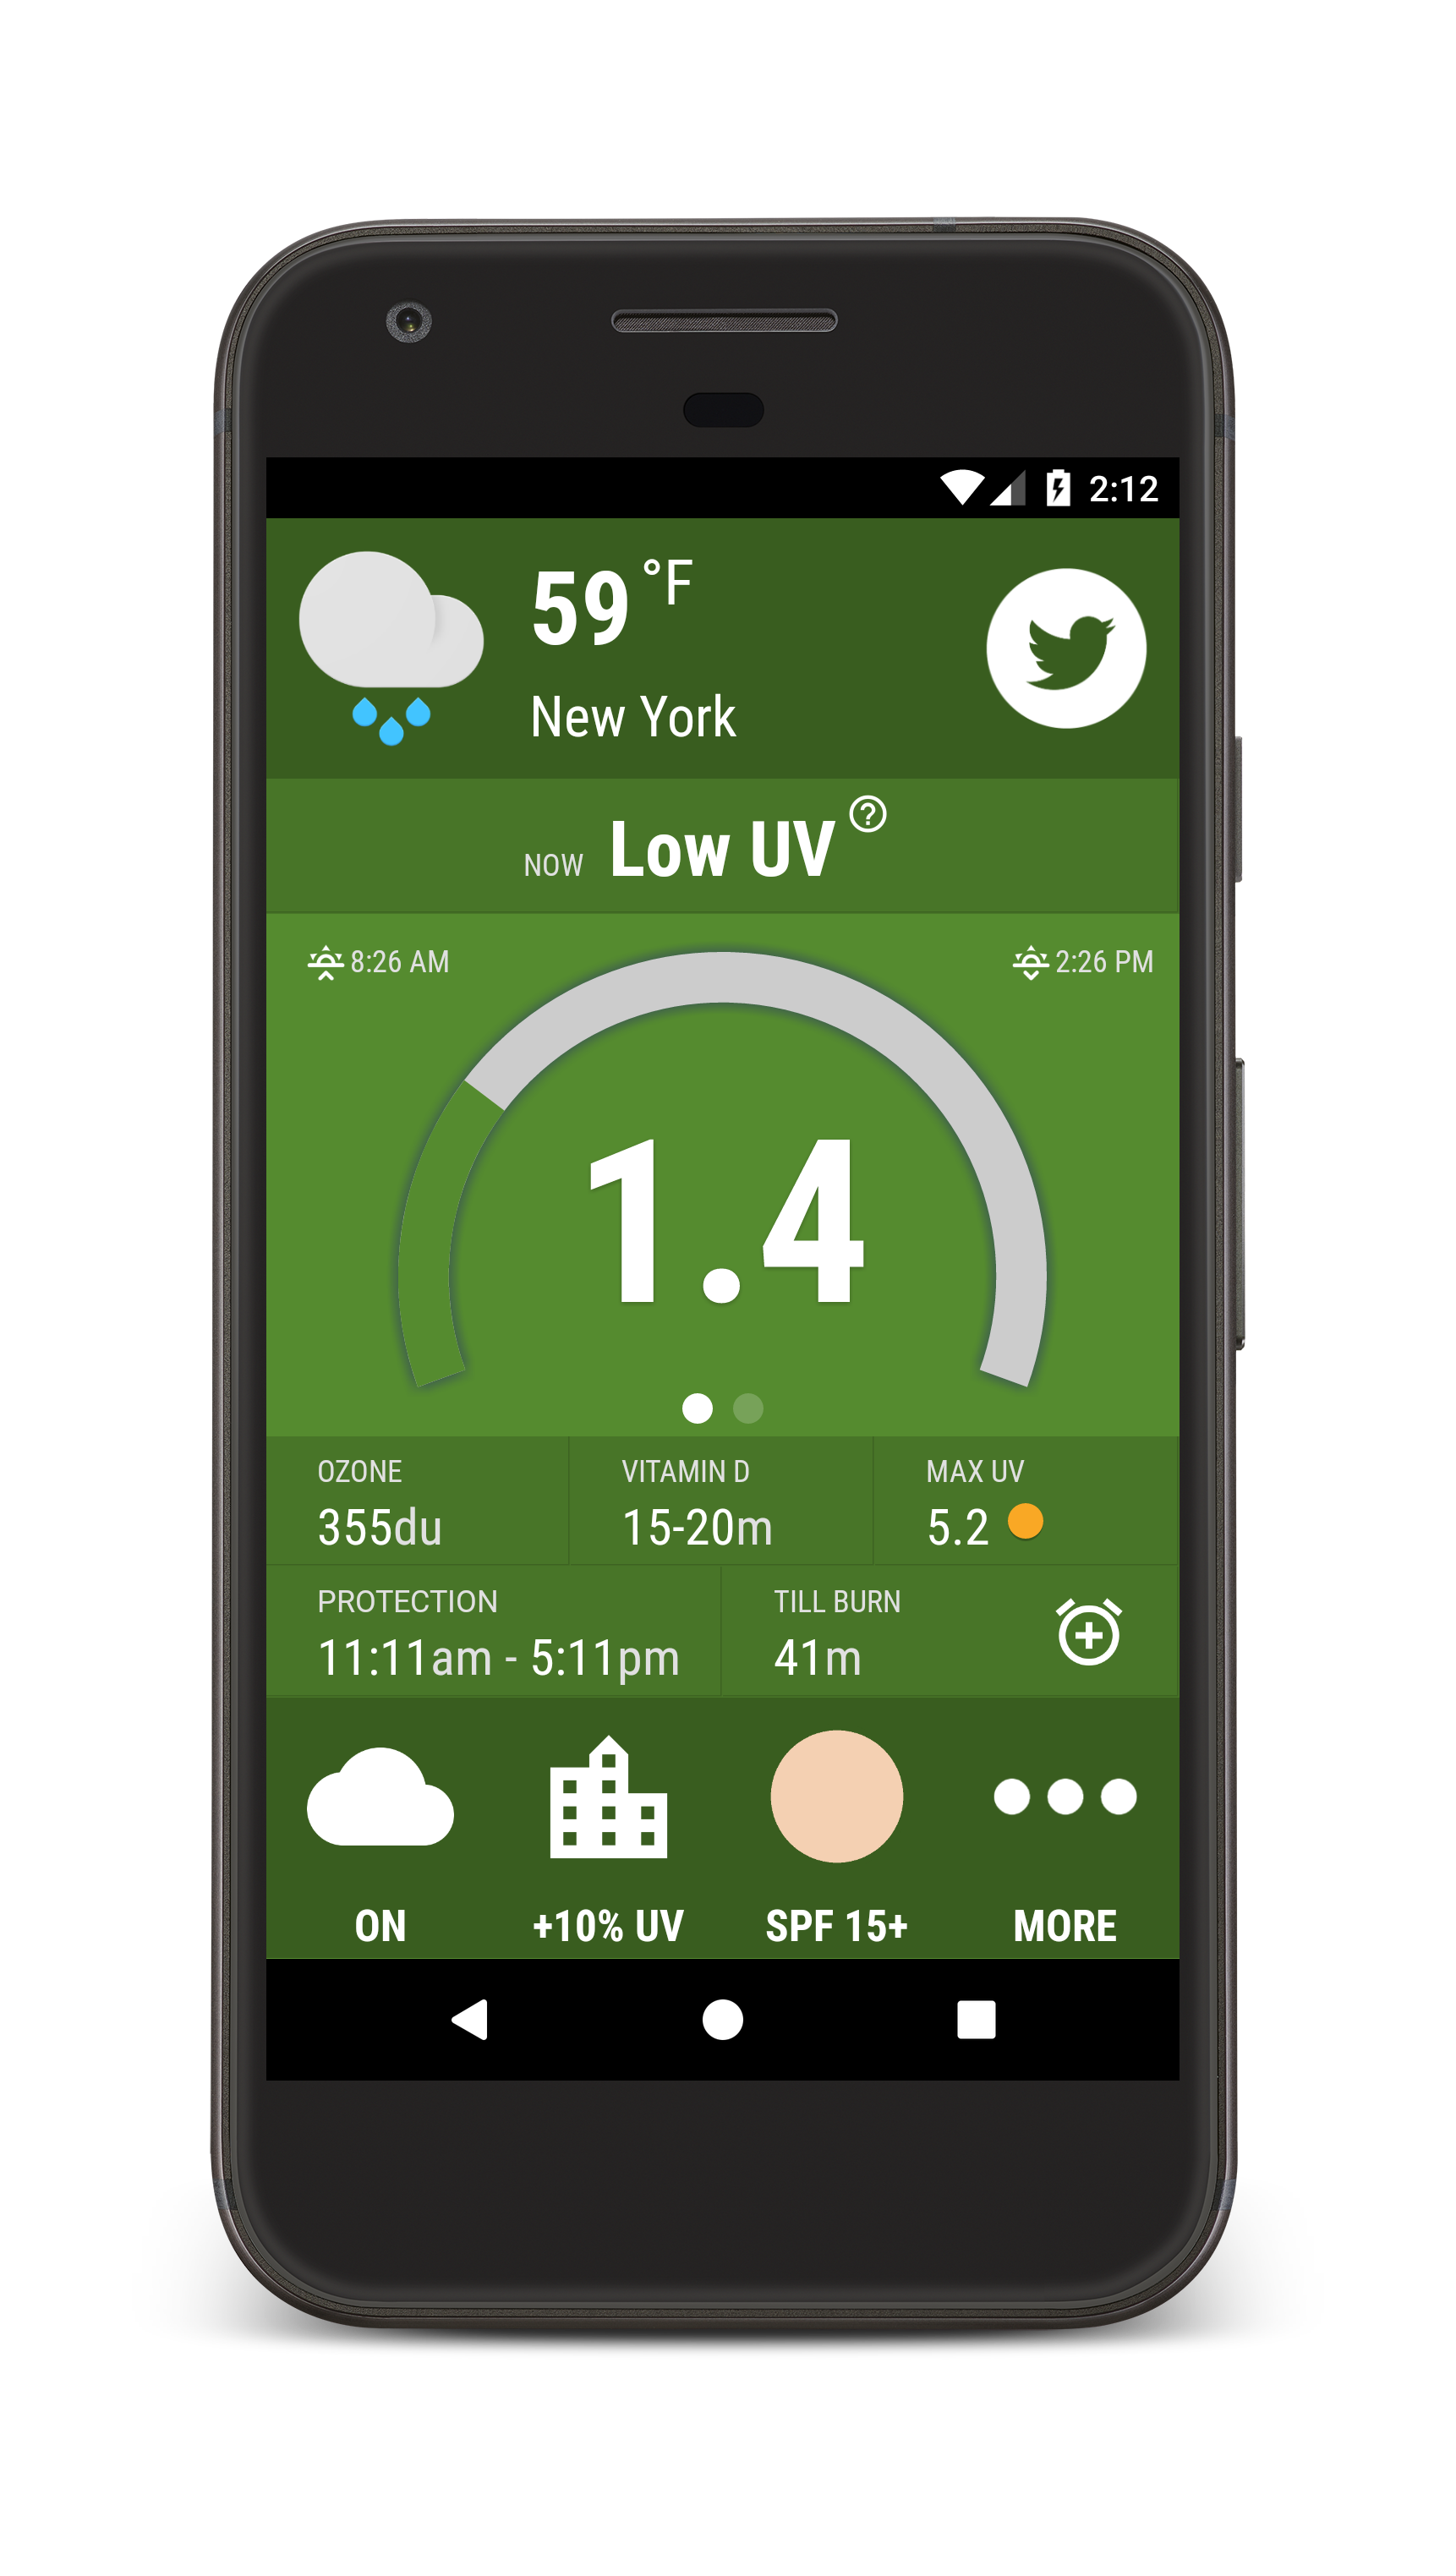 2:12
59 °F
New York
NOW Low UV ?
8:26 AM 2:26 PM
1.4
OZONE VITAMIN D MAX UV
355du 15-20m 5.2
PROTECTION TILL BURN
11:11am - 5:11pm 41m
ON +10% UV SPF 15+ MORE